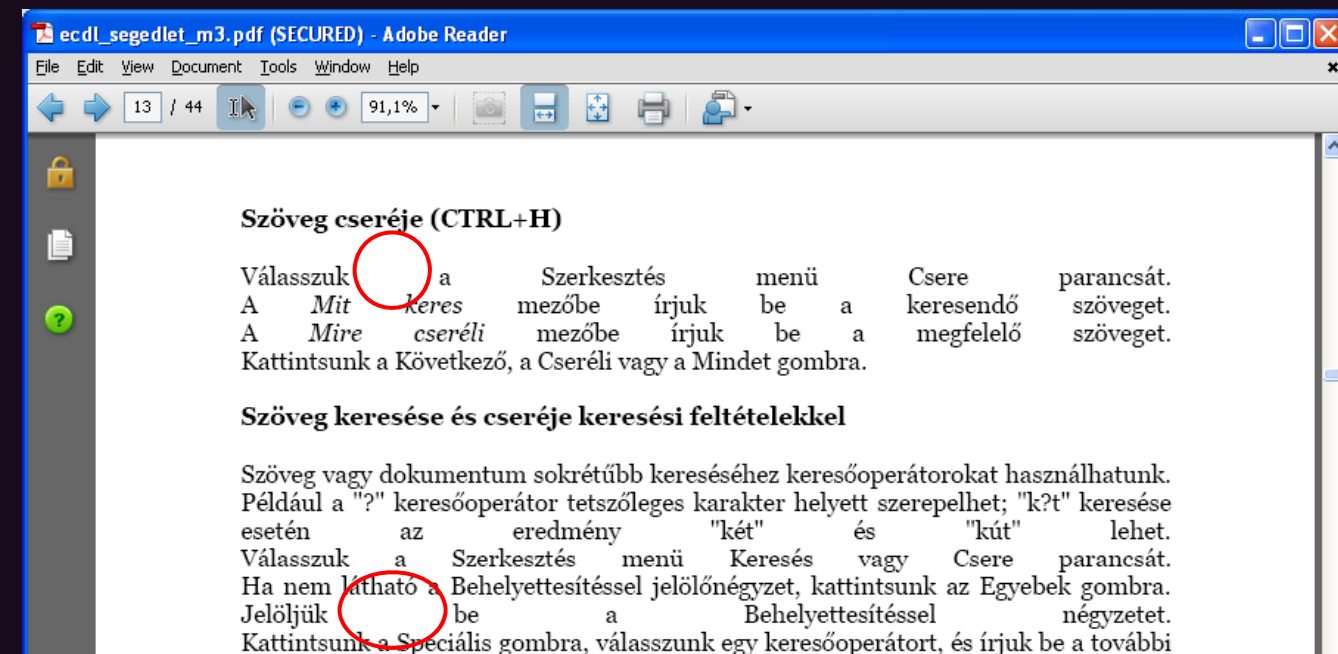 ecdl_segedlet_m3.pdf (SECURED) - Adobe Reader
File Edit View Document Tools Window Help
13 / 44 91,1%
Szöveg cseréje (CTRL+H)
Válasszuk a Szerkesztés menü Csere parancsát.
A Mit keres mezőbe írjuk be a keresendő szöveget.
A Mire cseréli mezőbe írjuk be a megfelelő szöveget.
Kattintsunk a Következő, a Cseréli vagy a Mindet gombra.
Szöveg keresése és cseréje keresési feltételekkel
Szöveg vagy dokumentum sokrétűbb kereséséhez keresőoperátorokat használhatunk.
Például a "?" keresőoperátor tetszőleges karakter helyett szerepelhet; "k?t" keresése
esetén az eredmény "két" és "kút" lehet.
Válasszuk a Szerkesztés menü Keresés vagy Csere parancsát.
Ha nem látható a Behelyettesítéssel jelölőnégyzet, kattintsunk az Egyebek gombra.
Jelöljük be a Behelyettesítéssel négyzetet.
Kattintsunk a Speciális gombra, válasszunk egy keresőoperátort, és írjuk be a további